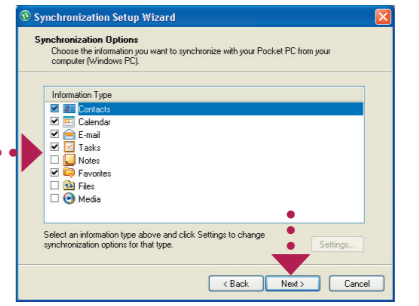 Synchronization Setup Wizard
Synchronization Options
Choose the information you want to synchronize with your Pocket PC from your
computer (Windows PC).
Information Type
Contacts
Calendar
E-mail
Tasks
Notes
Favorites
Files
Media
Select an information type above and click Settings to change
synchronization options for that type.
Settings...
< Back
Next >
Cancel